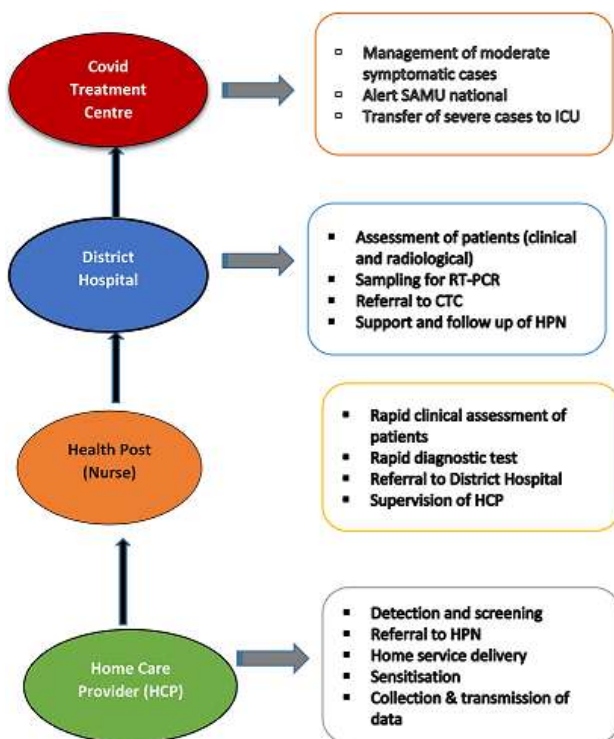 Covid
Treatment
Centre
▫ Management of moderate
symptomatic cases
▫ Alert SAMU national
▫ Transfer of severe cases to ICU
District
Hospital
▪ Assessment of patients (clinical
and radiological)
▪ Sampling for RT-PCR
▪ Referral to CTC
▪ Support and follow up of HPN
Health Post
(Nurse)
▪ Rapid clinical assessment of
patients
▪ Rapid diagnostic test
▪ Referral to District Hospital
▪ Supervision of HCP
Home Care
Provider (HCP)
▪ Detection and screening
▪ Referral to HPN
▪ Home service delivery
▪ Sensitisation
▪ Collection & transmission of
data